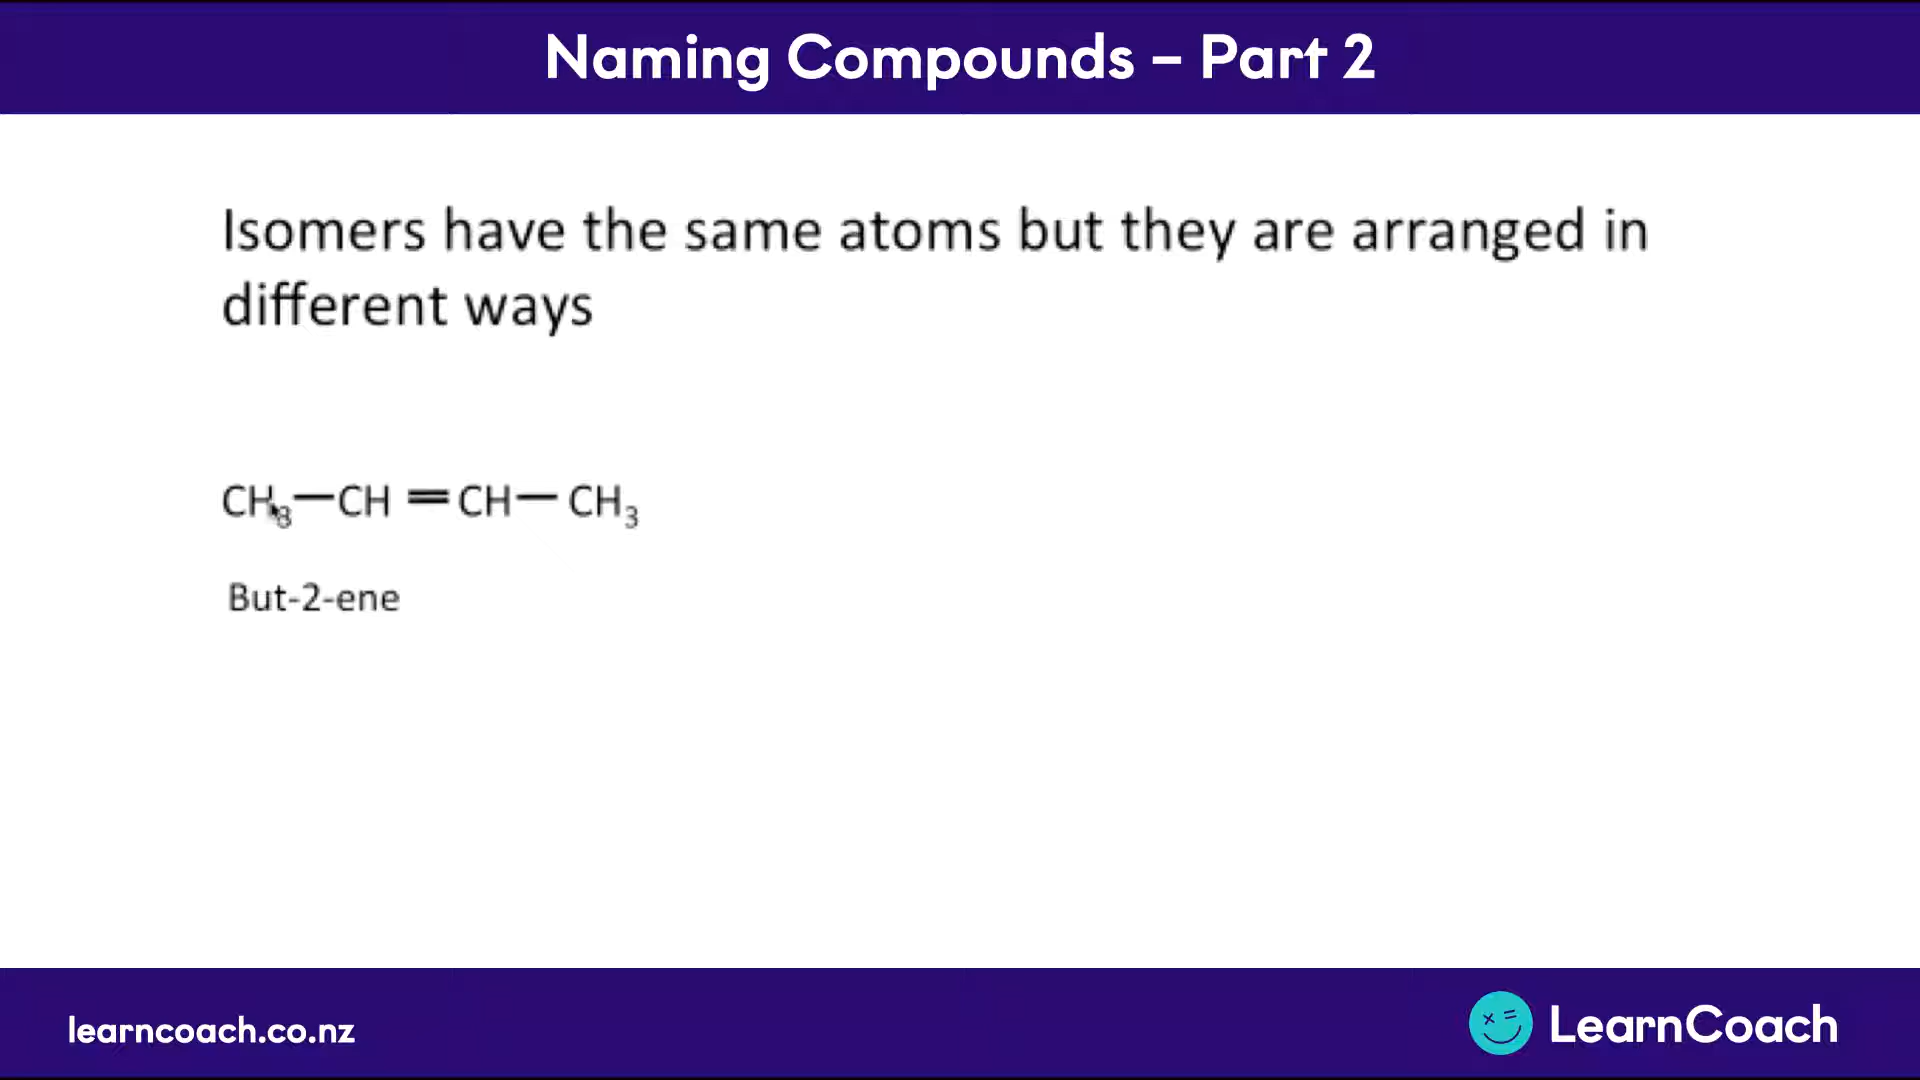 Naming Compounds – Part 2
Isomers have the same atoms but they are arranged in
different ways
CH₃—CH=CH—CH₃
But-2-ene
learncoach.co.nz
LearnCoach